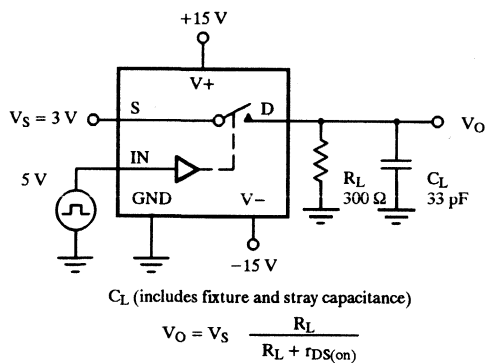 +15 V
V+
S
D
V_S = 3 V
V_O
IN
5 V
R_L
300 Ω
C_L
33 pF
GND
V−
−15 V
C_L (includes fixture and stray capacitance)
V_O = V_S R_L / R_L + r_DS(on)